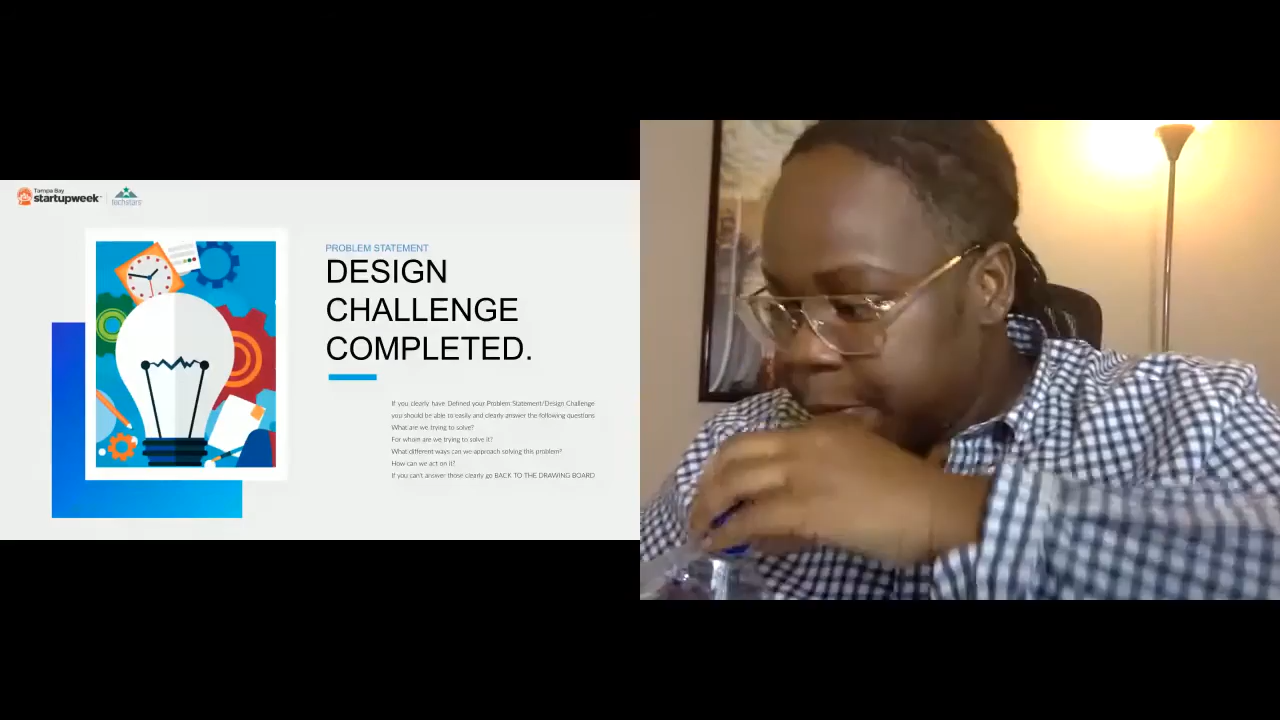 Tampa Bay
startupweek™
techstars
PROBLEM STATEMENT
DESIGN
CHALLENGE
COMPLETED.
If you clearly have Defined your Problem Statement/Design Challenge
you should be able to easily and clearly answer the following questions
What are we trying to solve?
For whom are we trying to solve it?
What different ways can we approach solving this problem?
How can we act on it?
If you can't answer those clearly go BACK TO THE DRAWING BOARD